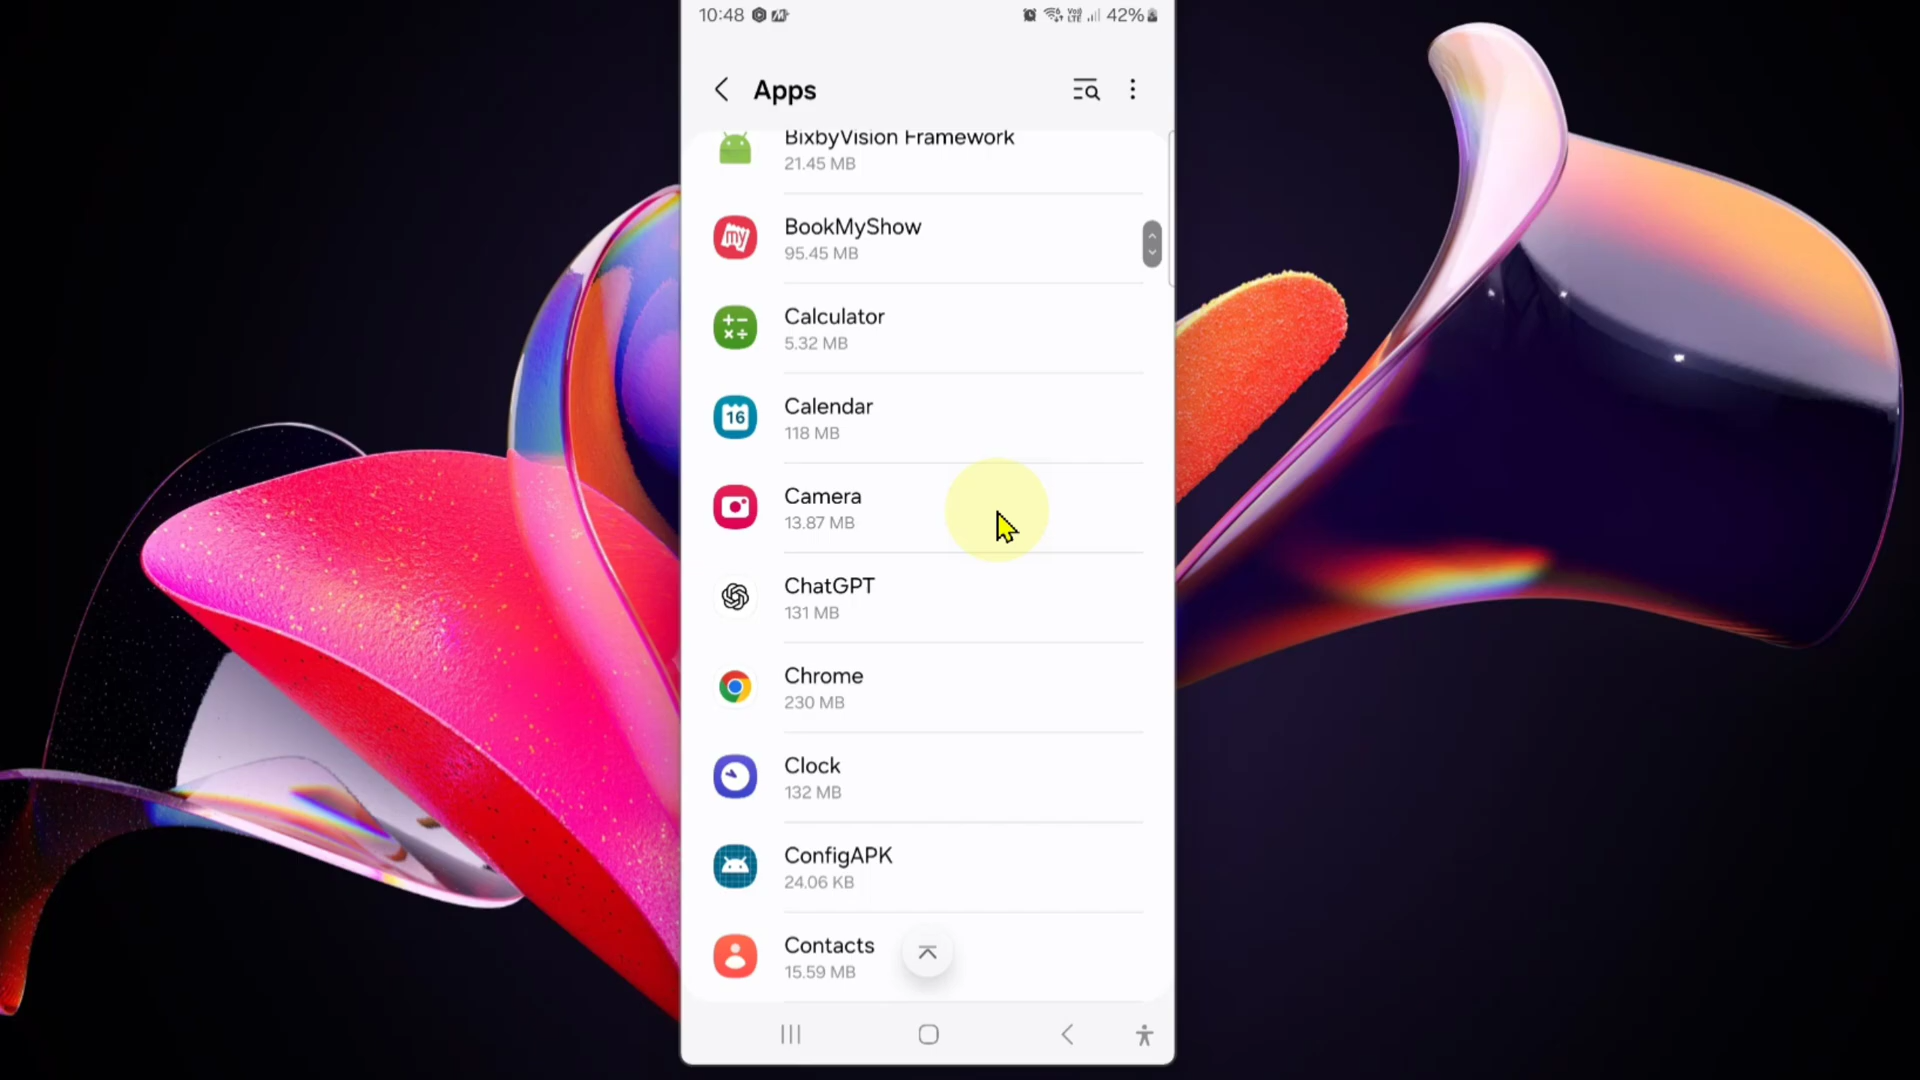 10:48 42%
Apps
BixbyVision Framework
21.45 MB
my
BookMyShow
95.45 MB
Calculator
5.32 MB
16
Calendar
118 MB
Camera
13.87 MB
ChatGPT
131 MB
Chrome
230 MB
Clock
132 MB
ConfigAPK
24.06 KB
Contacts
15.59 MB